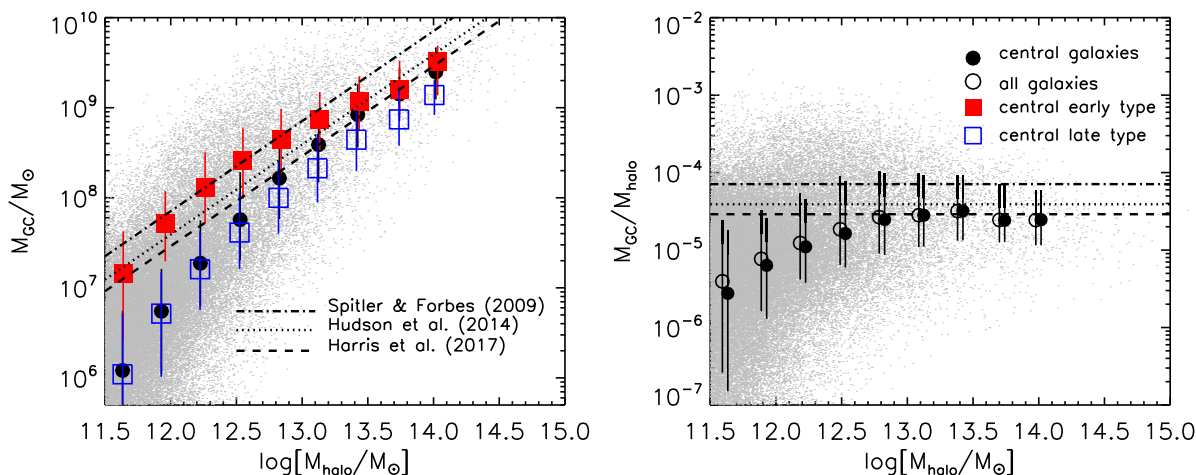 10^10
10^9
10^8
10^7
10^6
M_GC/M_⊙
Spitler & Forbes (2009)
Hudson et al. (2014)
Harris et al. (2017)
11.5 12.0 12.5 13.0 13.5 14.0 14.5 15.0
log[M_halo/M_⊙]
10^-2
10^-3
10^-4
10^-5
10^-6
10^-7
M_GC/M_halo
central galaxies
all galaxies
central early type
central late type
11.5 12.0 12.5 13.0 13.5 14.0 14.5 15.0
log[M_halo/M_⊙]